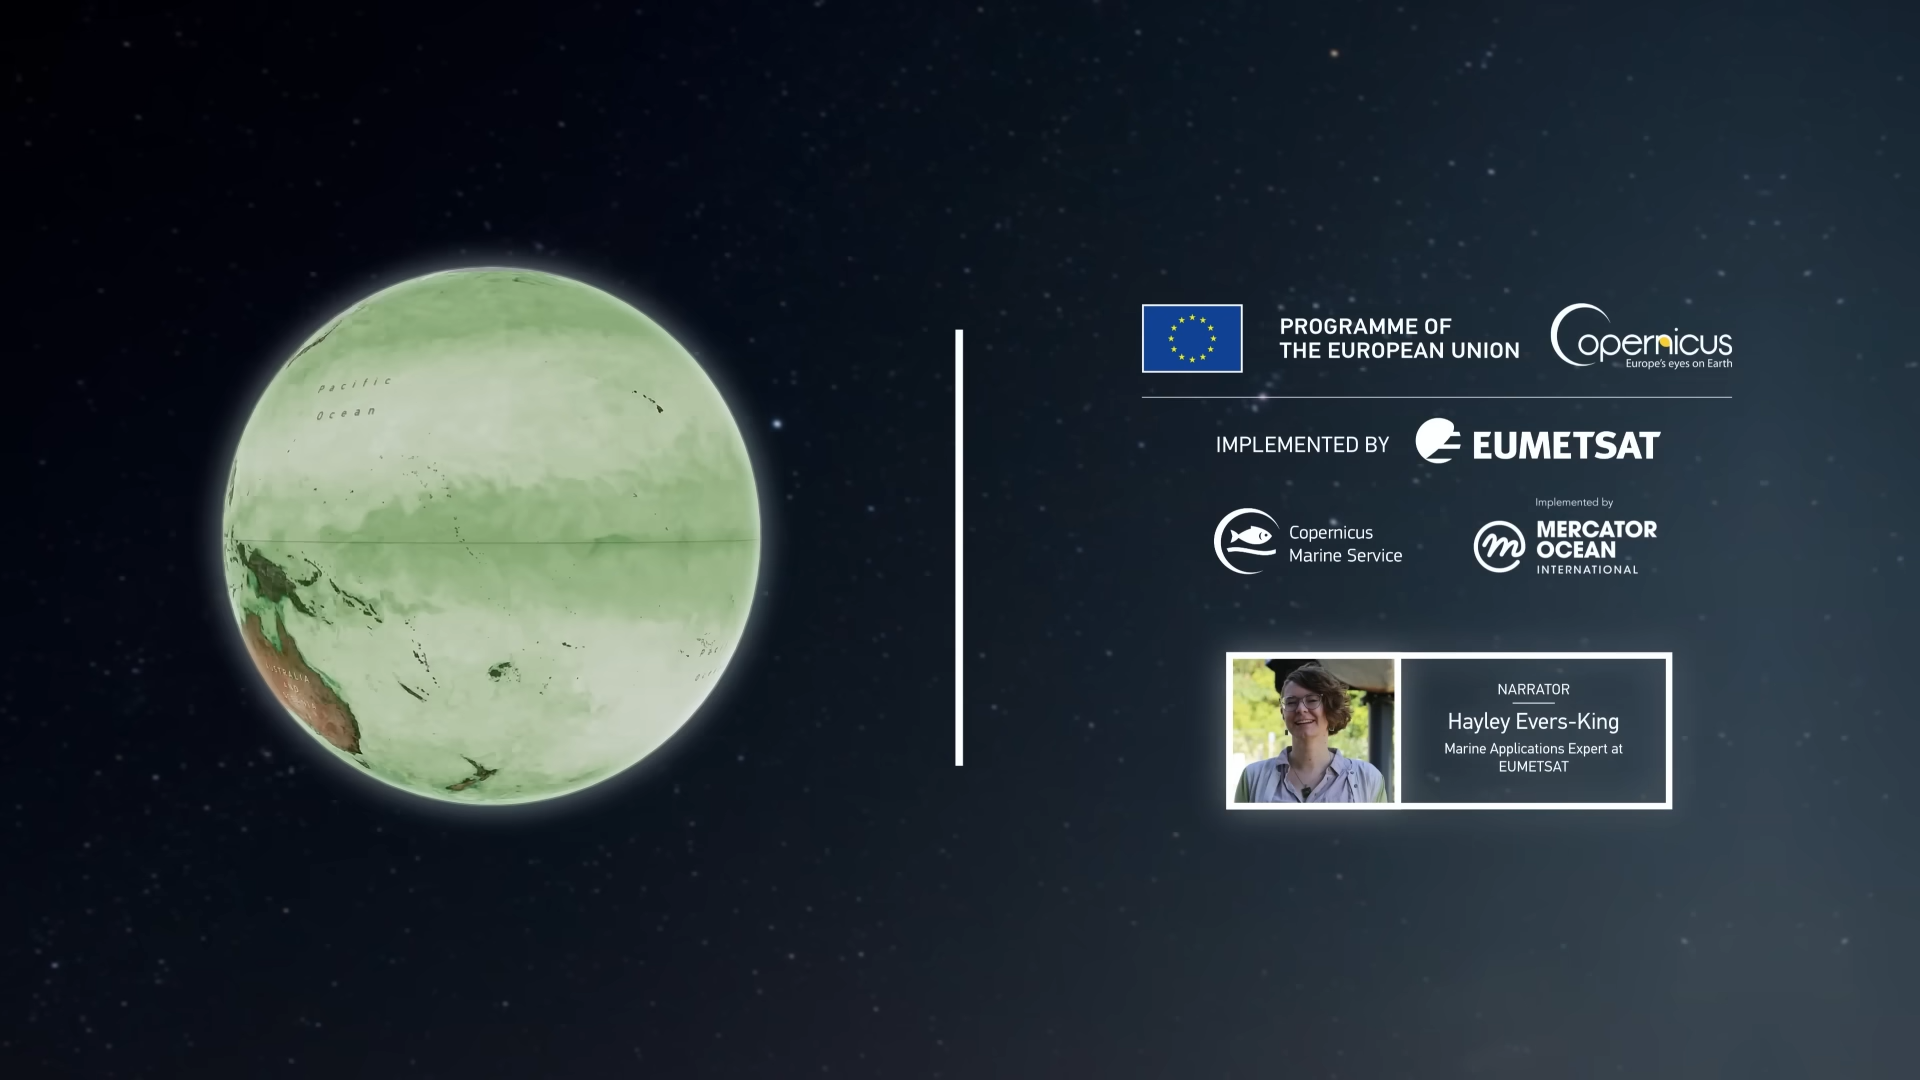 Pacific
Ocean
PROGRAMME OF
THE EUROPEAN UNION
Copernicus
Europe's eyes on Earth
IMPLEMENTED BY
EUMETSAT
Copernicus
Marine Service
Implemented by
MERCATOR
OCEAN
INTERNATIONAL
NARRATOR
Hayley Evers-King
Marine Applications Expert at
EUMETSAT